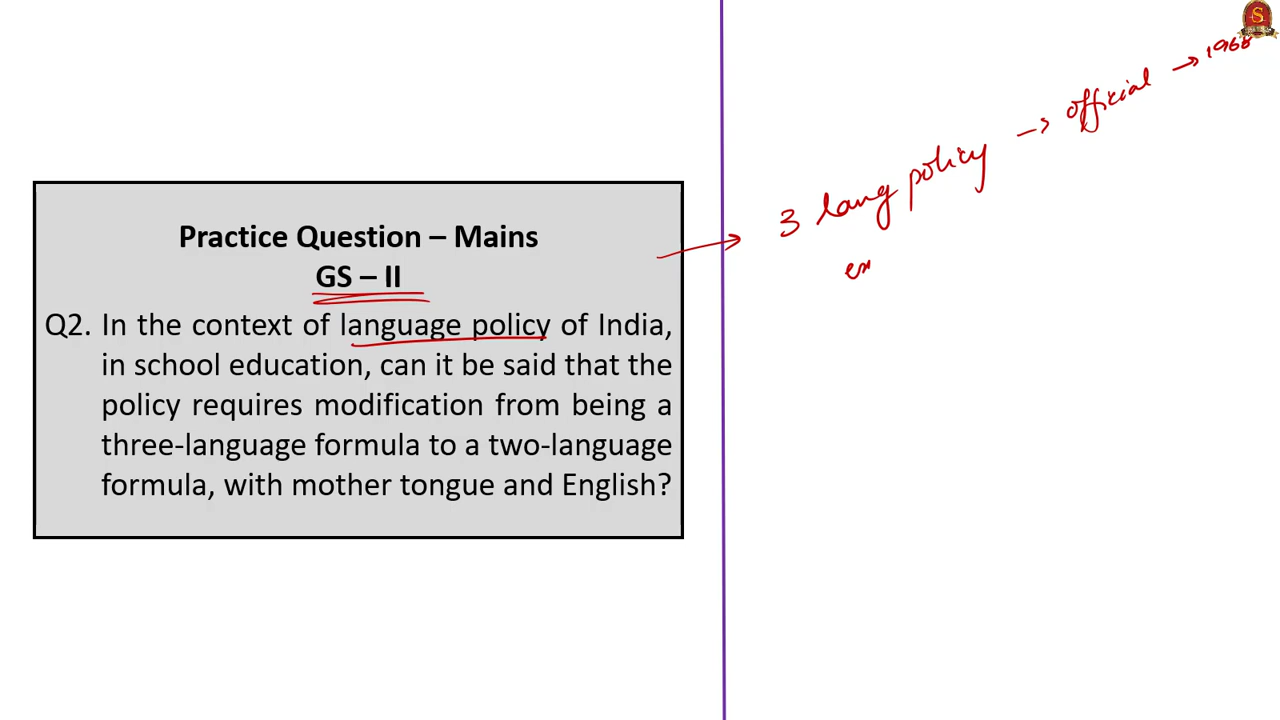 Practice Question – Mains
GS – II
Q2. In the context of language policy of India,
in school education, can it be said that the
policy requires modification from being a
three-language formula to a two-language
formula, with mother tongue and English?
3 lang policy → official → 1968
en